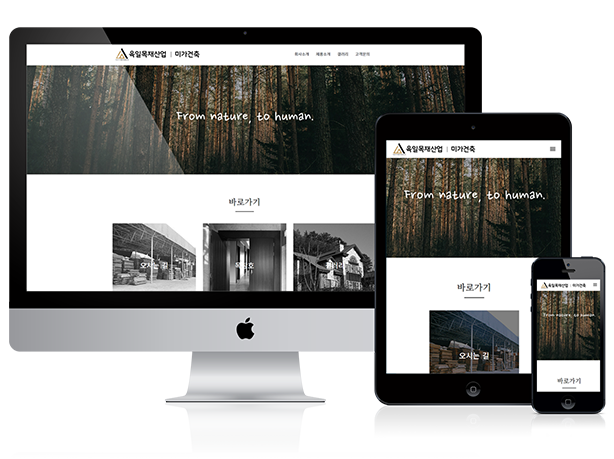 육일목재산업 | 미가건축
회사소개 제품소개 갤러리 고객문의
From nature, to human.
바로가기
오시는 길
갤러리
육일목재산업 | 미가건축
From nature, to human.
바로가기
오시는 길
육일목재산업 | 미가건축
From nature, to human.
바로가기